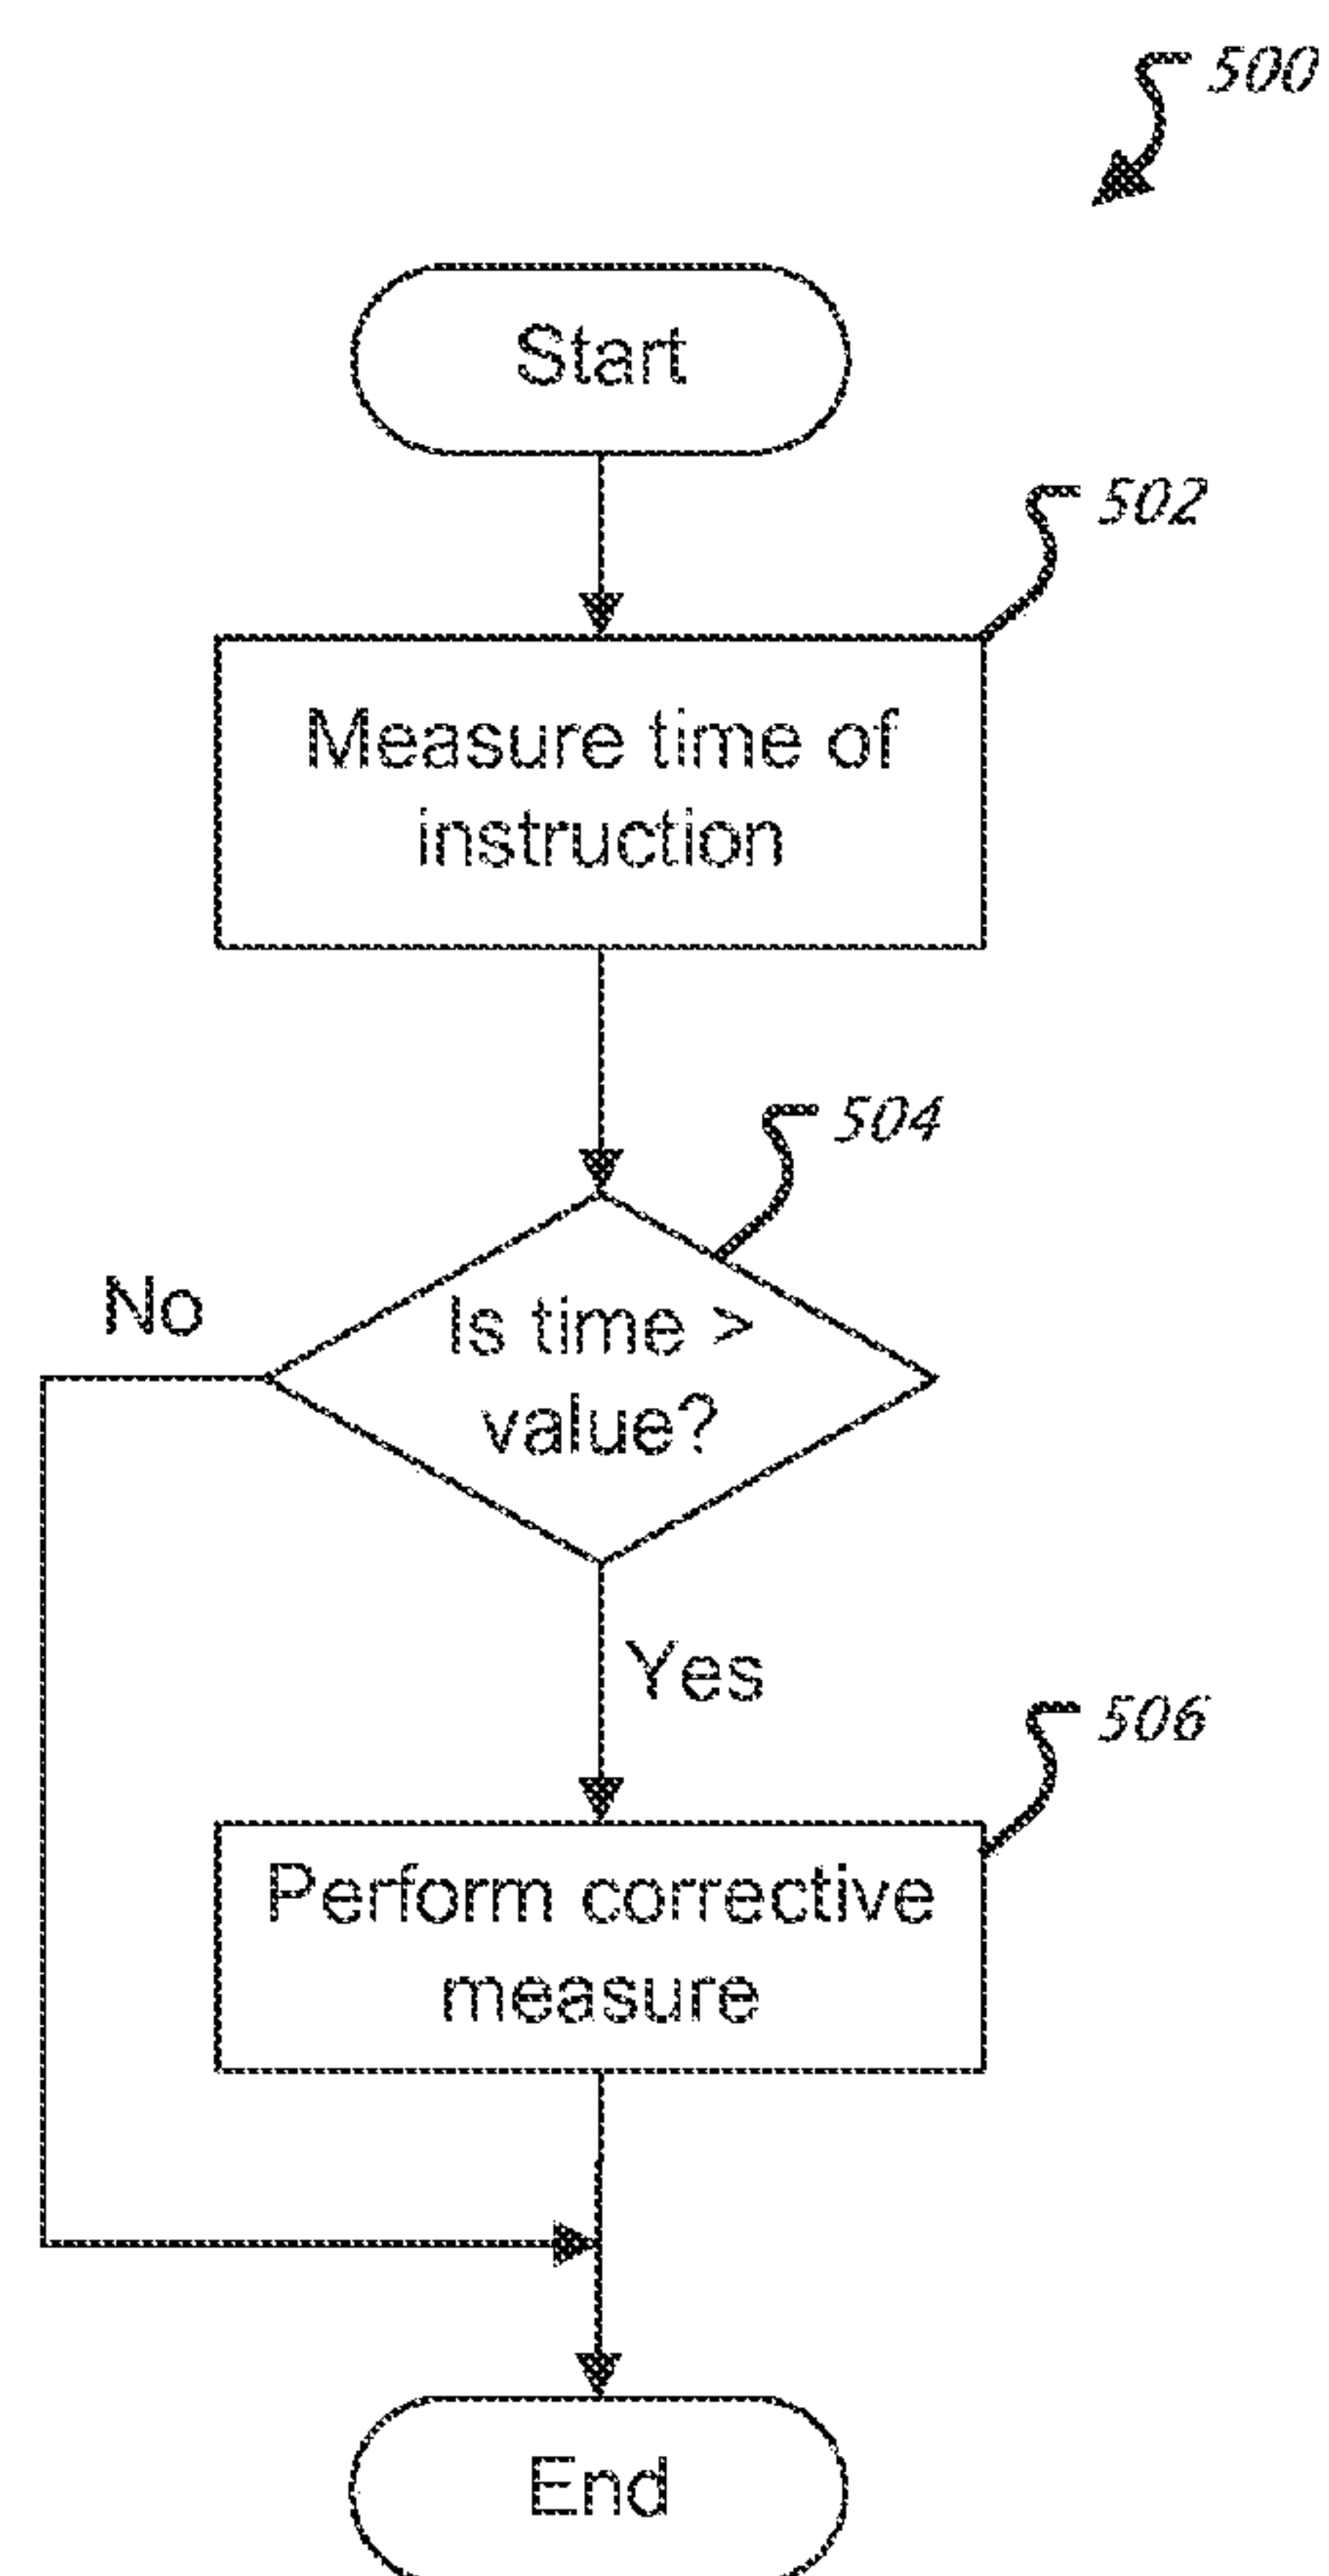 500
Start
502
Measure time of
instruction
504
No
Is time >
value?
Yes
506
Perform corrective
measure
End